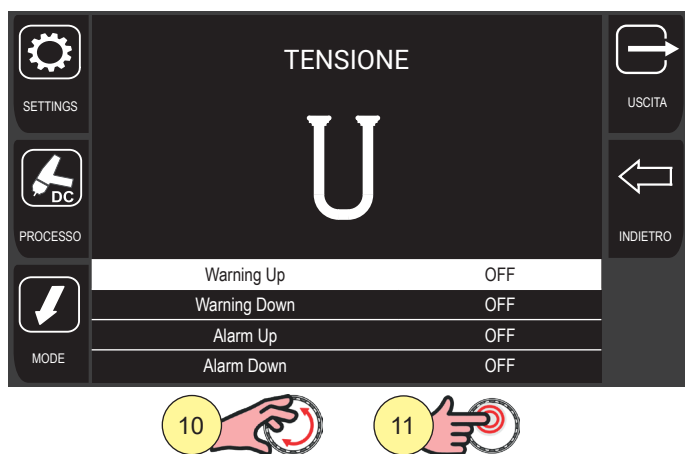 TENSIONE
U
SETTINGS
USCITA
DC
PROCESSO
INDIETRO
MODE
Warning Up OFF
Warning Down OFF
Alarm Up OFF
Alarm Down OFF
10
11